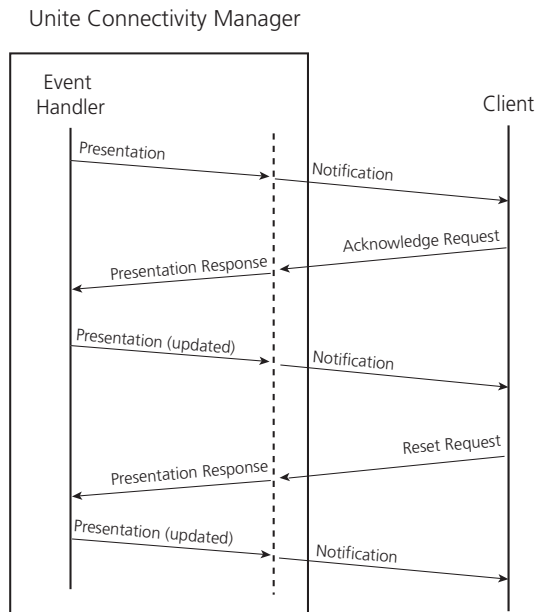 Unite Connectivity Manager
Event
Handler
Client
Presentation
Notification
Acknowledge Request
Presentation Response
Presentation (updated)
Notification
Reset Request
Presentation Response
Presentation (updated)
Notification